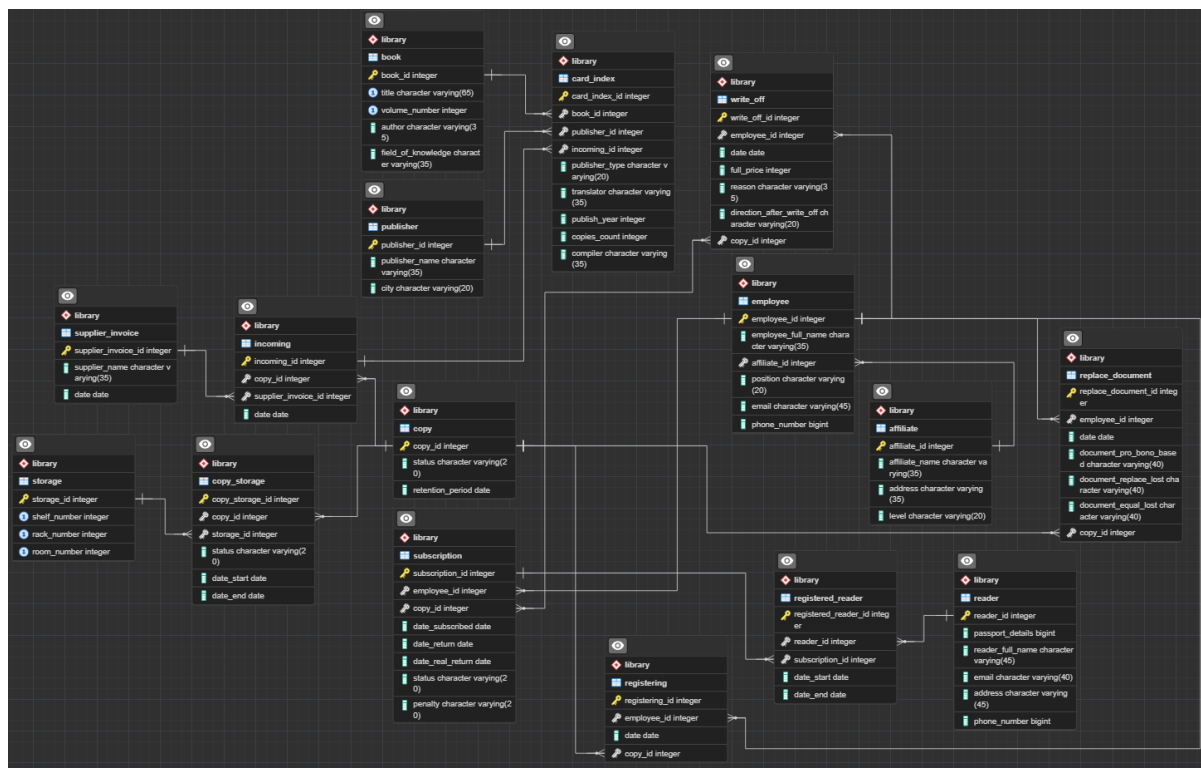 library
book
book_id integer
title character varying(65)
volume_number integer
author character varying(3
5)
field_of_knowledge charact
er varying(35)
library
publisher
publisher_id integer
publisher_name character
varying(35)
city character varying(20)
library
card_index
card_index_id integer
book_id integer
publisher_id integer
incoming_id integer
publisher_type character v
arying(20)
translator character varying
(35)
publish_year integer
copies_count integer
compiler character varying
(35)
library
write_off
write_off_id integer
employee_id integer
date date
full_price integer
reason character varying(3
5)
direction_after_write_off ch
aracter varying(20)
copy_id integer
library
supplier_invoice
supplier_invoice_id integer
supplier_name character v
arying(35)
date date
library
incoming
incoming_id integer
copy_id integer
supplier_invoice_id integer
date date
library
employee
employee_id integer
employee_full_name char
acter varying(35)
affiliate_id integer
position character varying
(20)
email character varying(45)
phone_number bigint
library
replace_document
replace_document_id integ
er
employee_id integer
date date
document_pro_bono_base
d character varying(40)
document_replace_lost cha
racter varying(40)
document_equal_lost char
acter varying(40)
copy_id integer
library
copy
copy_id integer
status character varying(2
0)
retention_period date
library
affiliate
affiliate_id integer
affiliate_name character va
rying(35)
address character varying
(35)
level character varying(20)
library
storage
storage_id integer
shelf_number integer
rack_number integer
room_number integer
library
copy_storage
copy_storage_id integer
copy_id integer
storage_id integer
status character varying(2
0)
date_start date
date_end date
library
subscription
subscription_id integer
employee_id integer
copy_id integer
date_subscribed date
date_return date
date_real_return date
status character varying(2
0)
penalty character varying(2
0)
library
registered_reader
registered_reader_id integ
er
reader_id integer
subscription_id integer
date_start date
date_end date
library
reader
reader_id integer
passport_details bigint
reader_full_name character
varying(45)
email character varying(40)
address character varying
(45)
phone_number bigint
library
registering
registering_id integer
employee_id integer
date date
copy_id integer